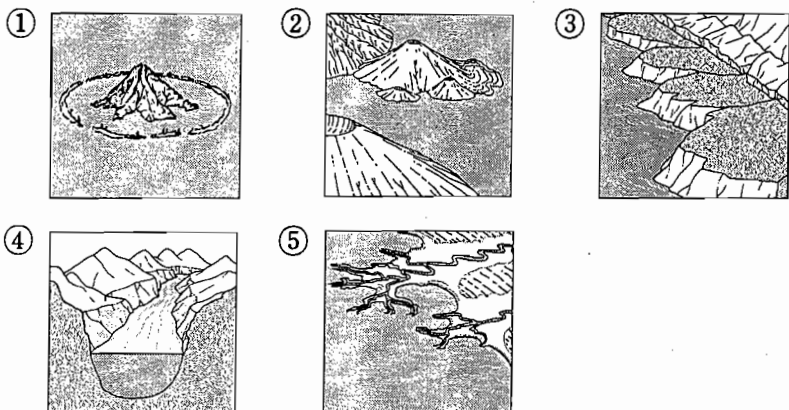 ① ② ③
④ ⑤